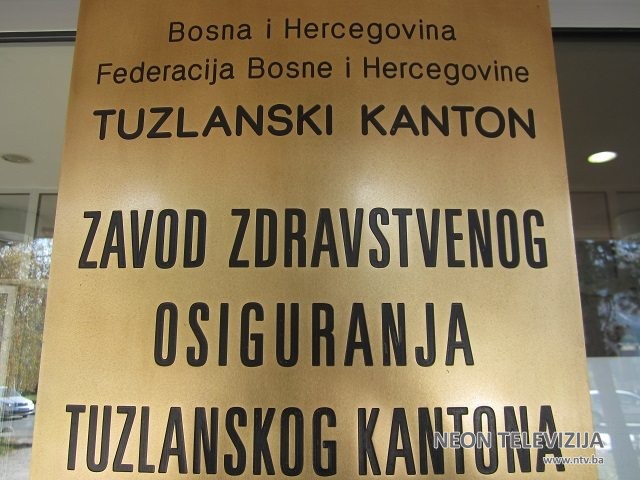 Bosna i Hercegovina
Federacija Bosne i Hercegovine
TUZLANSKI KANTON
ZAVOD ZDRAVSTVENOG
OSIGURANJA
TUZLANSKOG KANTONA
NEON TELEVIZIJA
www.ntv.ba